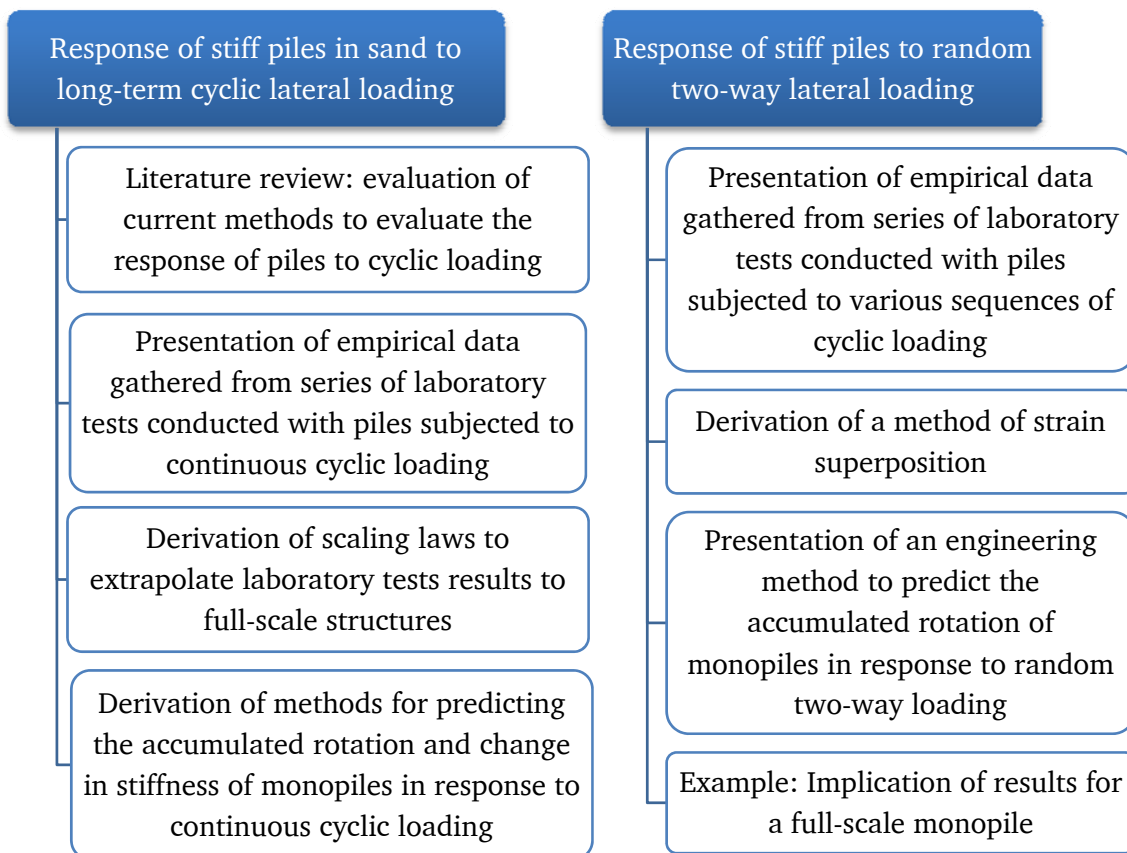 Response of stiff piles in sand to
long-term cyclic lateral loading
Literature review: evaluation of
current methods to evaluate the
response of piles to cyclic loading
Presentation of empirical data
gathered from series of laboratory
tests conducted with piles subjected to
continuous cyclic loading
Derivation of scaling laws to
extrapolate laboratory tests results to
full-scale structures
Derivation of methods for predicting
the accumulated rotation and change
in stiffness of monopiles in response to
continuous cyclic loading
Response of stiff piles to random
two-way lateral loading
Presentation of empirical data
gathered from series of laboratory
tests conducted with piles
subjected to various sequences of
cyclic loading
Derivation of a method of strain
superposition
Presentation of an engineering
method to predict the
accumulated rotation of
monopiles in response to random
two-way loading
Example: Implication of results for
a full-scale monopile